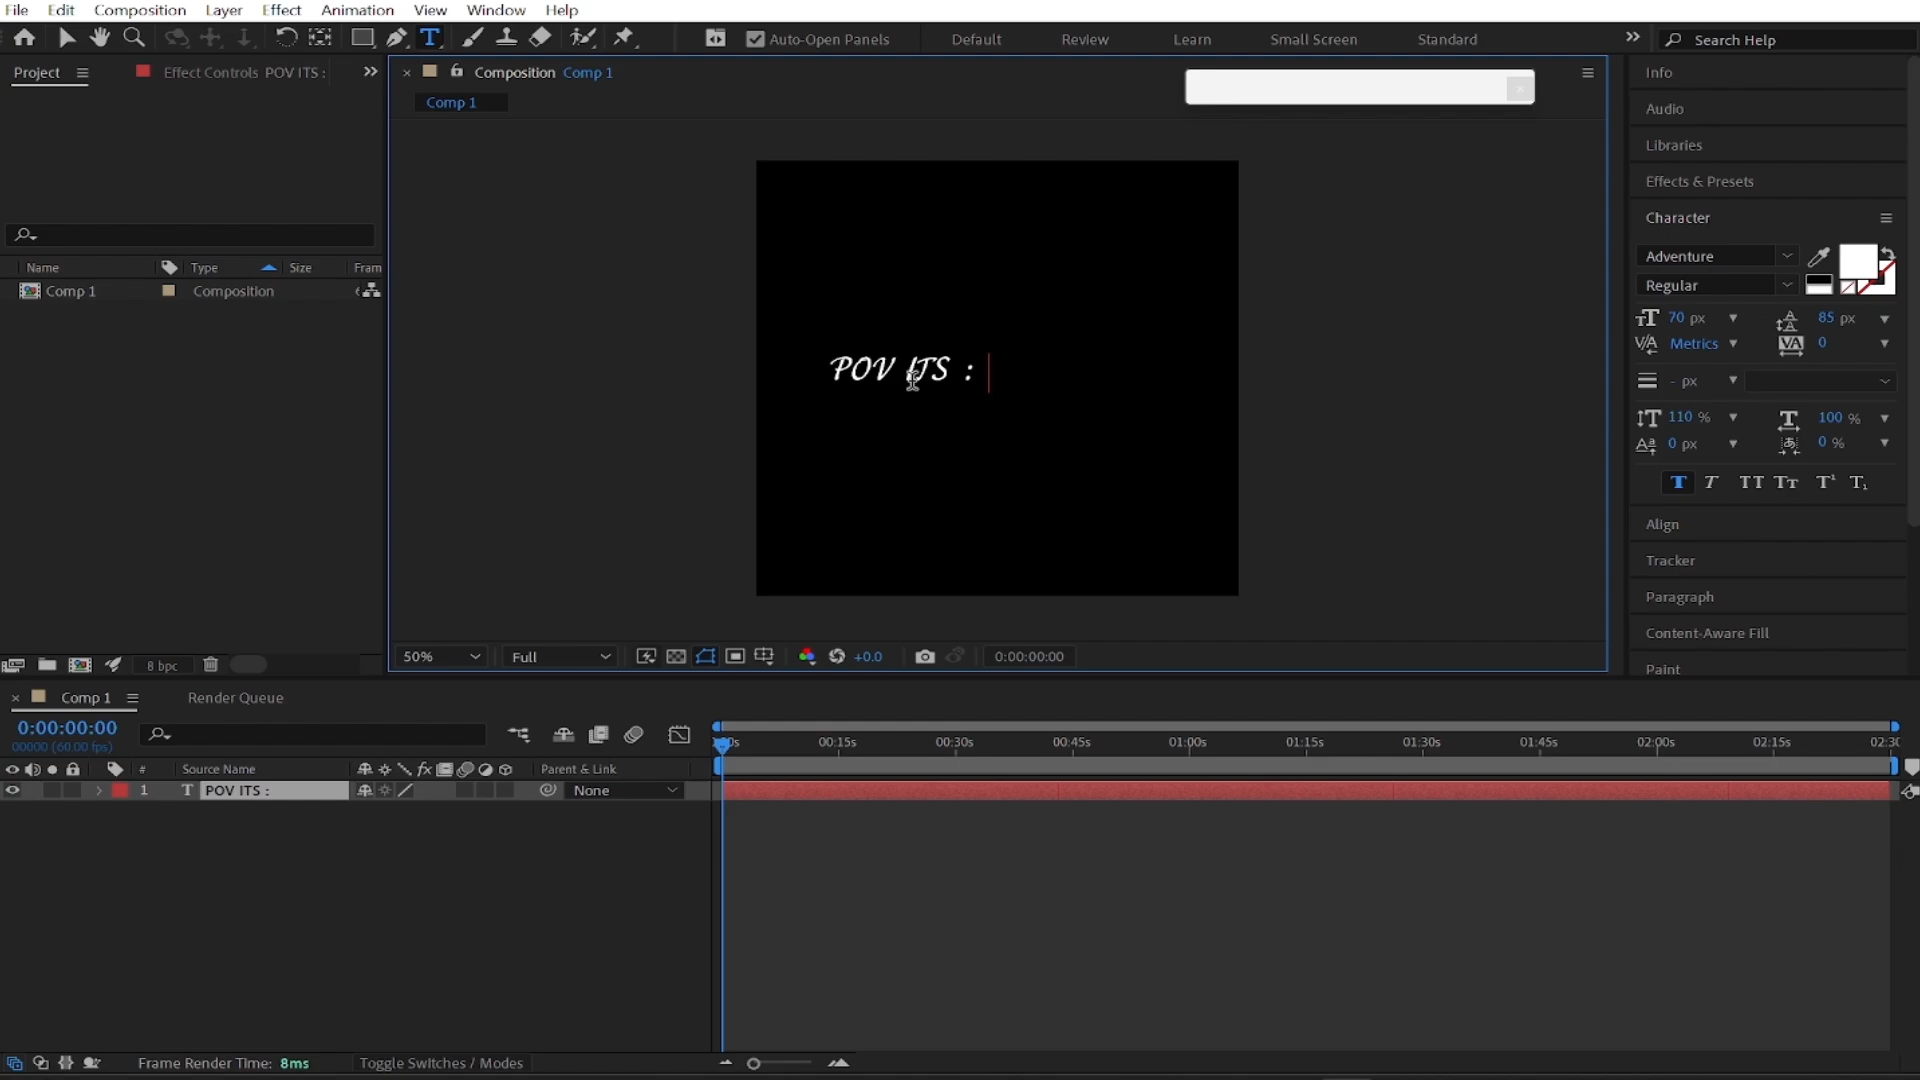 File Edit Composition Layer Effect Animation View Window Help
Auto-Open Panels Default Review Learn Small Screen Standard Search Help
Project Effect Controls POV ITS :
Composition Comp 1
Comp 1
Name Type Size Fram
Comp 1 Composition
POV ITS :
Info
Audio
Libraries
Effects & Presets
Character
Adventure
Regular
70 px 85 px
Metrics 0
- px
110 % 100 %
0 px 0 %
T T TT Tᴛ T¹ T₁
Align
Tracker
Paragraph
Content-Aware Fill
Paint
8 bpc
50% Full +0.0 0:00:00:00
Comp 1 Render Queue
0:00:00:00
00000 (60.00 fps)
00:15s 00:30s 00:45s 01:00s 01:15s 01:30s 01:45s 02:00s 02:15s 02:30
# Source Name Parent & Link
1 T POV ITS : None
Frame Render Time: 8ms Toggle Switches / Modes